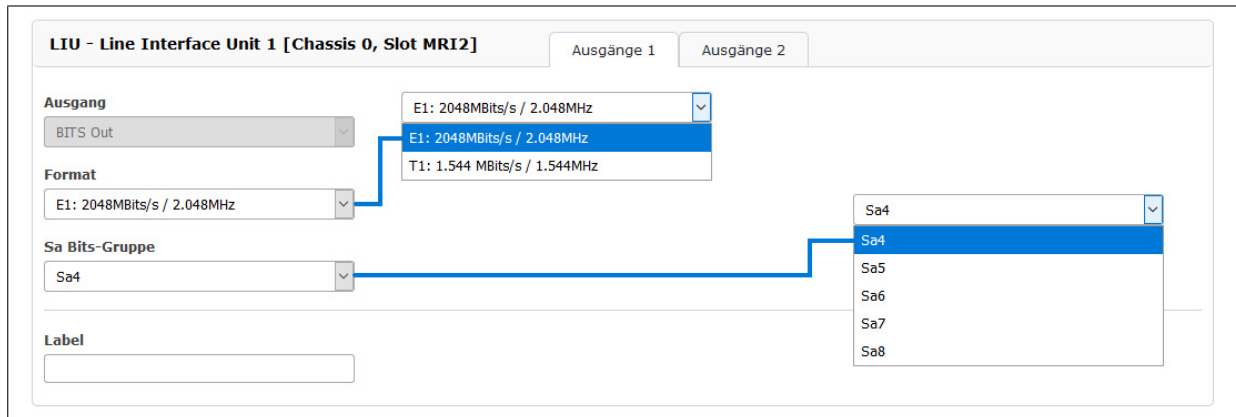 LIU - Line Interface Unit 1 [Chassis 0, Slot MRI2]
Ausgänge 1
Ausgänge 2
Ausgang
BITS Out
Format
E1: 2048MBits/s / 2.048MHz
Sa Bits-Gruppe
Sa4
Label
E1: 2048MBits/s / 2.048MHz
E1: 2048MBits/s / 2.048MHz
T1: 1.544 MBits/s / 1.544MHz
Sa4
Sa4
Sa5
Sa6
Sa7
Sa8